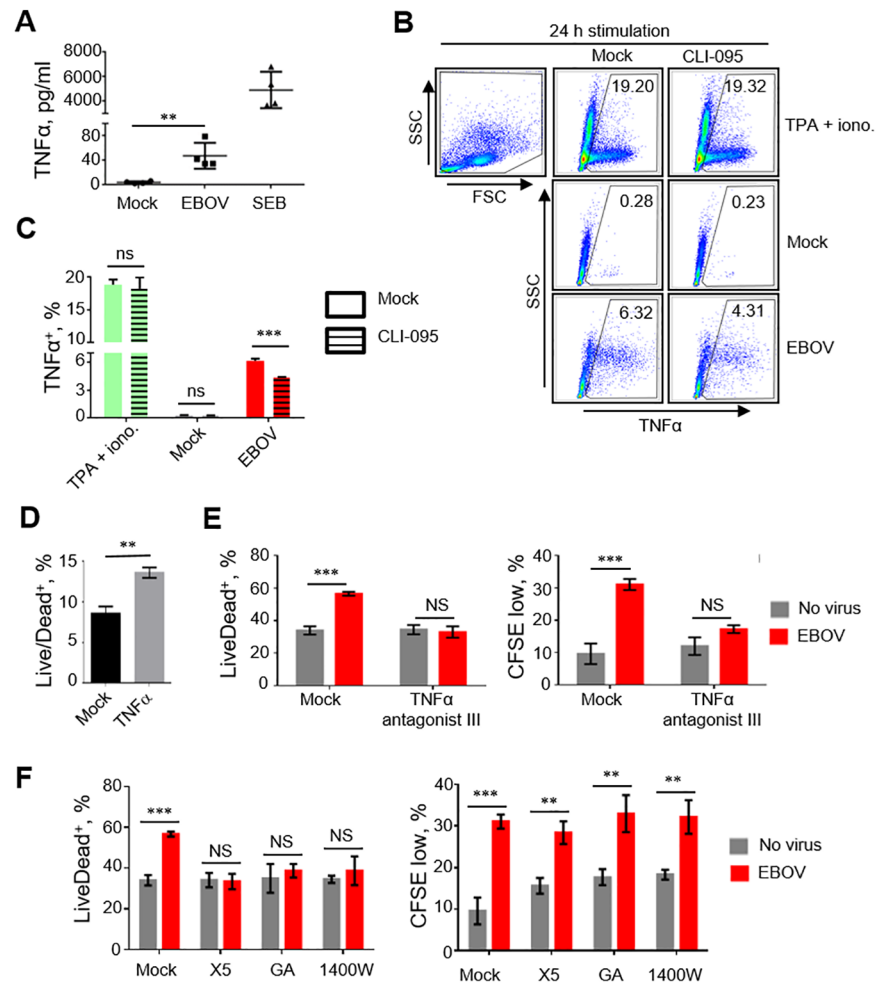 A
TNFα, pg/ml
8000
6000
4000
80
40
0
**
Mock
EBOV
SEB
B
24 h stimulation
Mock
CLI-095
SSC
FSC
19.20
19.32
TPA + iono.
0.28
0.23
Mock
SSC
6.32
4.31
EBOV
TNFα
C
TNFα⁺, %
20
15
10
6
3
0
ns
ns
***
TPA + iono.
Mock
EBOV
Mock
CLI-095
D
Live/Dead⁺, %
15
10
5
0
**
Mock
TNFα
E
LiveDead⁺, %
80
60
40
20
0
***
NS
Mock
TNFα
antagonist III
CFSE low, %
40
30
20
10
0
***
NS
Mock
TNFα
antagonist III
No virus
EBOV
F
LiveDead⁺, %
80
60
40
20
0
***
NS
NS
NS
Mock
X5
GA
1400W
CFSE low, %
40
30
20
10
0
***
**
**
**
Mock
X5
GA
1400W
No virus
EBOV